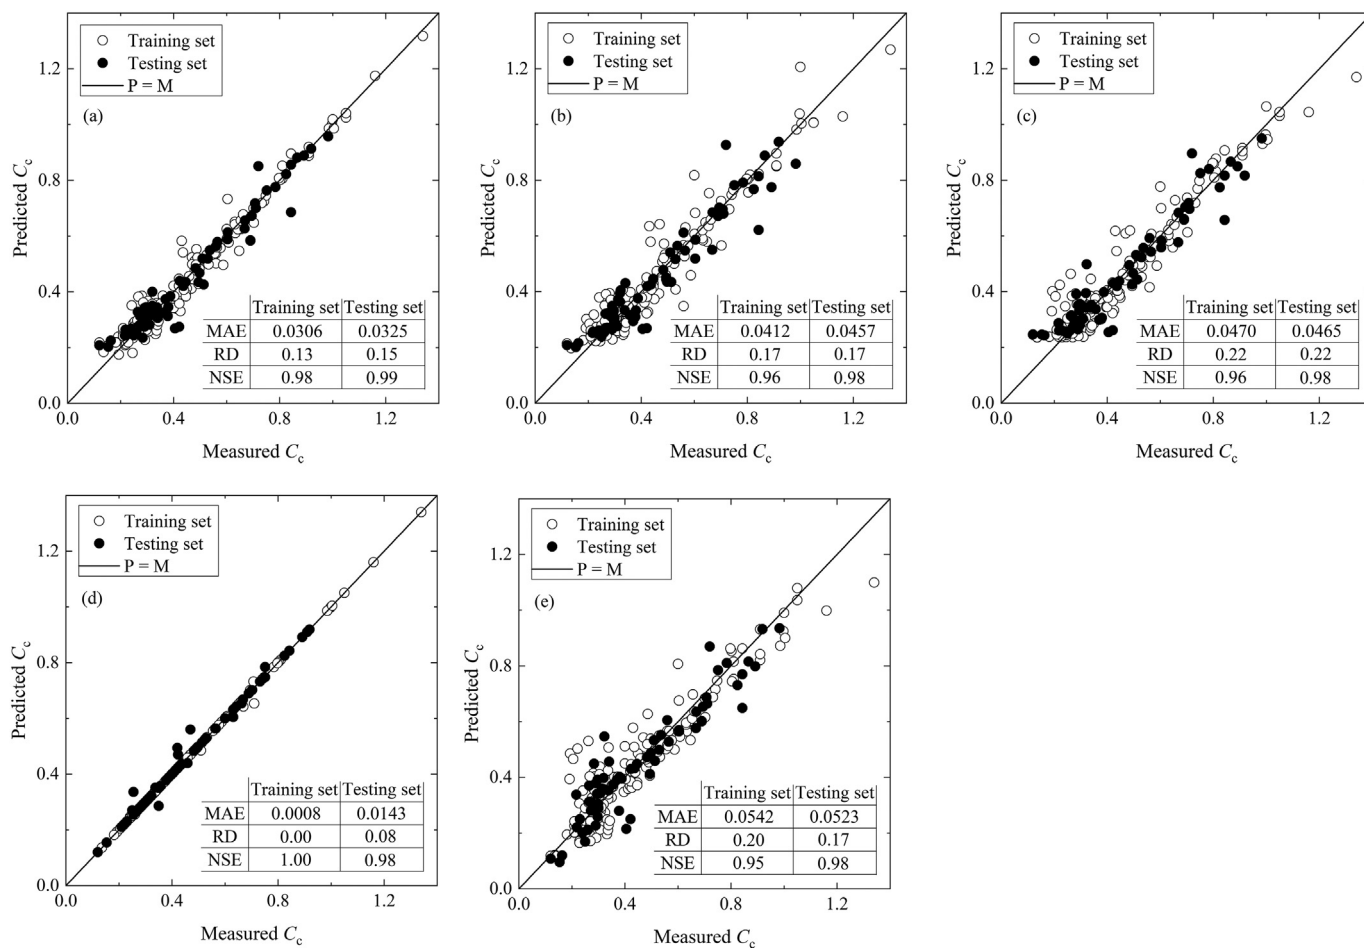 Training set
Testing set
P = M
(a)
Predicted Cc
Measured Cc
0.0 0.4 0.8 1.2
0.0
0.4
0.8
1.2
Training set Testing set
MAE 0.0306 0.0325
RD 0.13 0.15
NSE 0.98 0.99
Training set
Testing set
P = M
(b)
Predicted Cc
Measured Cc
0.0 0.4 0.8 1.2
0.0
0.4
0.8
1.2
Training set Testing set
MAE 0.0412 0.0457
RD 0.17 0.17
NSE 0.96 0.98
Training set
Testing set
P = M
(c)
Predicted Cc
Measured Cc
0.0 0.4 0.8 1.2
0.0
0.4
0.8
1.2
Training set Testing set
MAE 0.0470 0.0465
RD 0.22 0.22
NSE 0.96 0.98
Training set
Testing set
P = M
(d)
Predicted Cc
Measured Cc
0.0 0.4 0.8 1.2
0.0
0.4
0.8
1.2
Training set Testing set
MAE 0.0008 0.0143
RD 0.00 0.08
NSE 1.00 0.98
Training set
Testing set
P = M
(e)
Predicted Cc
Measured Cc
0.0 0.4 0.8 1.2
0.0
0.4
0.8
1.2
Training set Testing set
MAE 0.0542 0.0523
RD 0.20 0.17
NSE 0.95 0.98